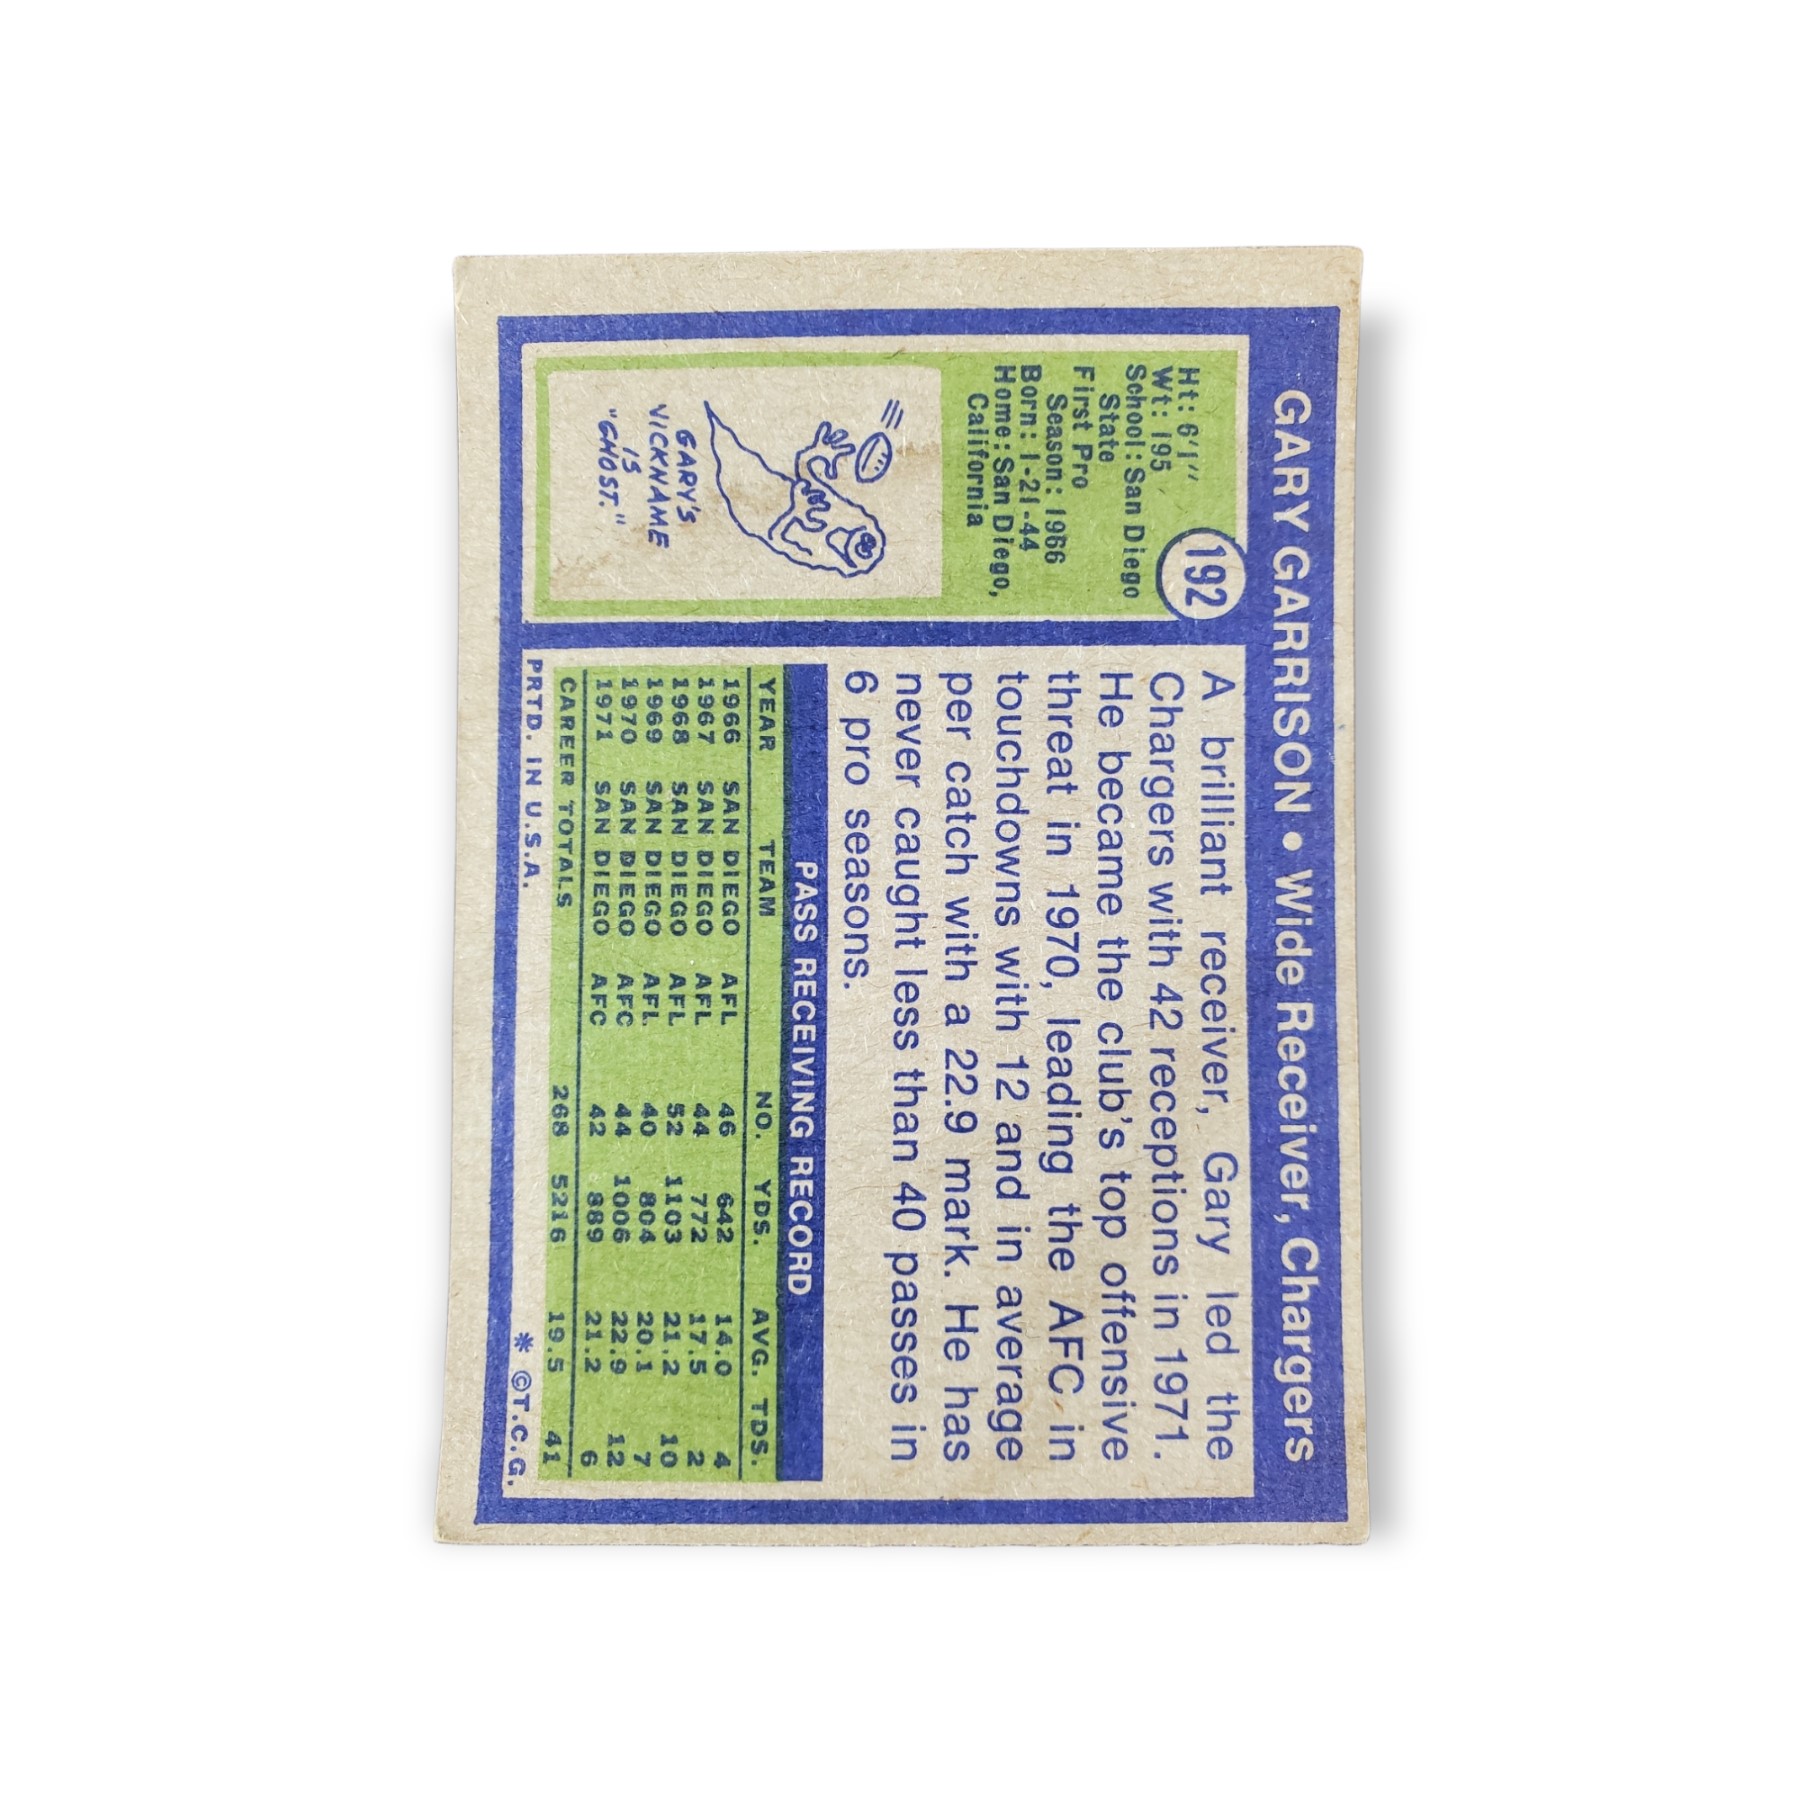 GARY GARRISON • Wide Receiver, Chargers
192
Ht: 6'1"
Wt: 195
School: San Diego
State
First Pro
Season: 1966
Born: 1-21-44
Home: San Diego,
California
GARY'S
NICKNAME
IS
"GHOST."
A brilliant receiver, Gary led the
Chargers with 42 receptions in 1971.
He became the club's top offensive
threat in 1970, leading the AFC in
touchdowns with 12 and in average
per catch with a 22.9 mark. He has
never caught less than 40 passes in
6 pro seasons.
PASS RECEIVING RECORD
YEAR TEAM NO. YDS. AVG. TDS.
1966 SAN DIEGO AFL 46 642 14.0 4
1967 SAN DIEGO AFL 44 772 17.5 2
1968 SAN DIEGO AFL 52 1103 21.2 10
1969 SAN DIEGO AFL 40 804 20.1 7
1970 SAN DIEGO AFC 44 1006 22.9 12
1971 SAN DIEGO AFC 42 889 21.2 6
CAREER TOTALS 268 5216 19.5 41
PRTD. IN U.S.A. * ©T.C.G.